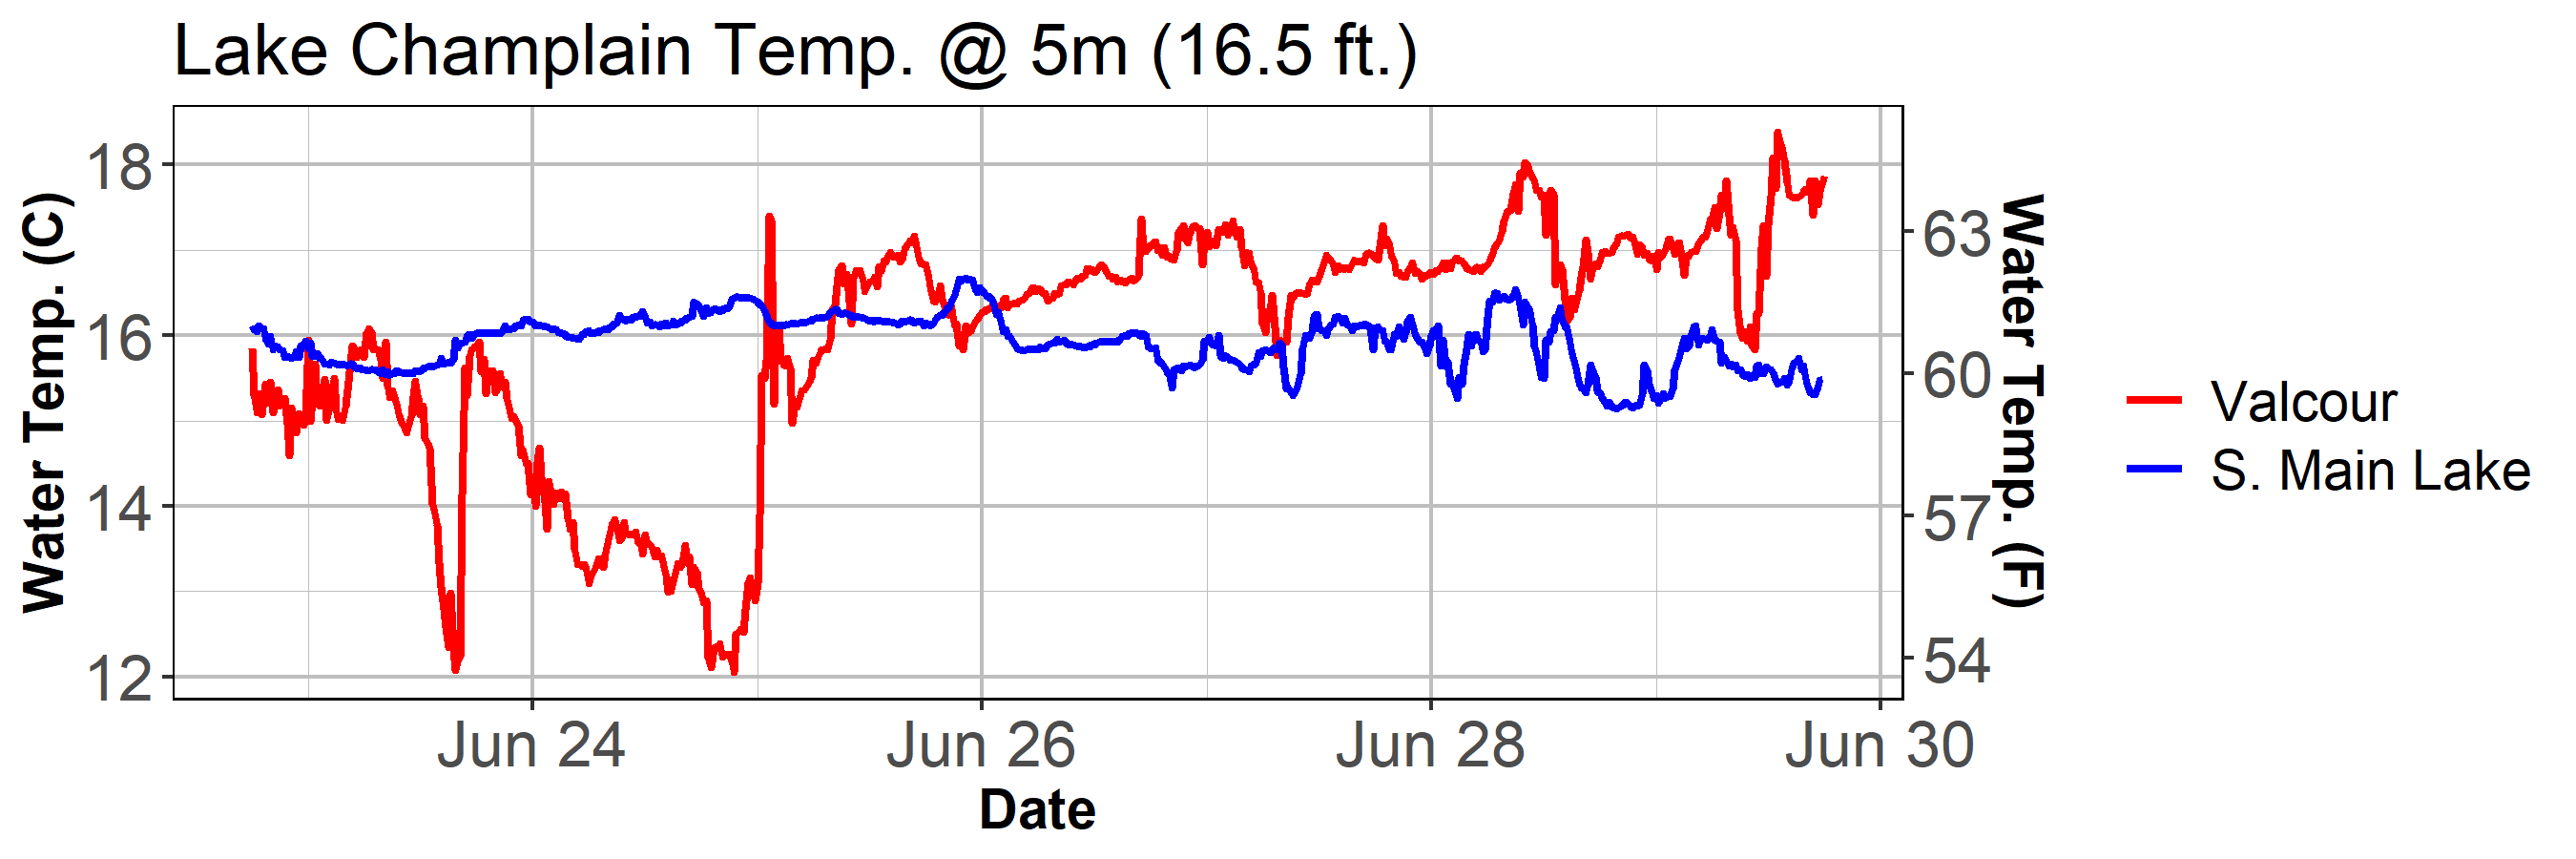 Lake Champlain Temp. @ 5m (16.5 ft.)
Water Temp. (C)
18
16
14
12
63
60
57
54
Water Temp. (F)
Jun 24
Jun 26
Jun 28
Jun 30
Date
Valcour
S. Main Lake